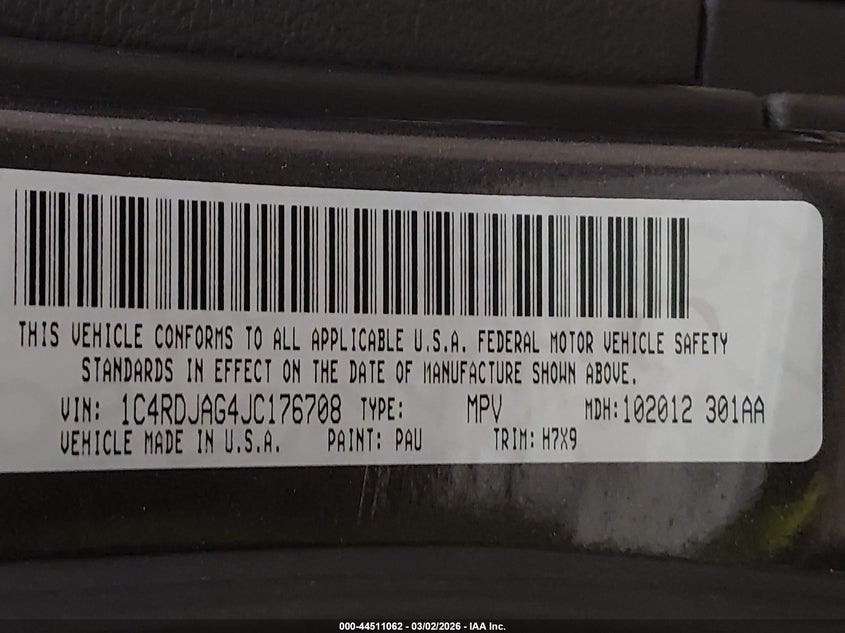 THIS VEHICLE CONFORMS TO ALL APPLICABLE U.S.A. FEDERAL MOTOR VEHICLE SAFETY
STANDARDS IN EFFECT ON THE DATE OF MANUFACTURE SHOWN ABOVE.
VIN: 1C4RDJAG4JC176708 TYPE: MPV MDH:102012 301AA
VEHICLE MADE IN U.S.A. PAINT: PAU TRIM: H7X9
000-44511062 - 03/02/2026 - IAA Inc.